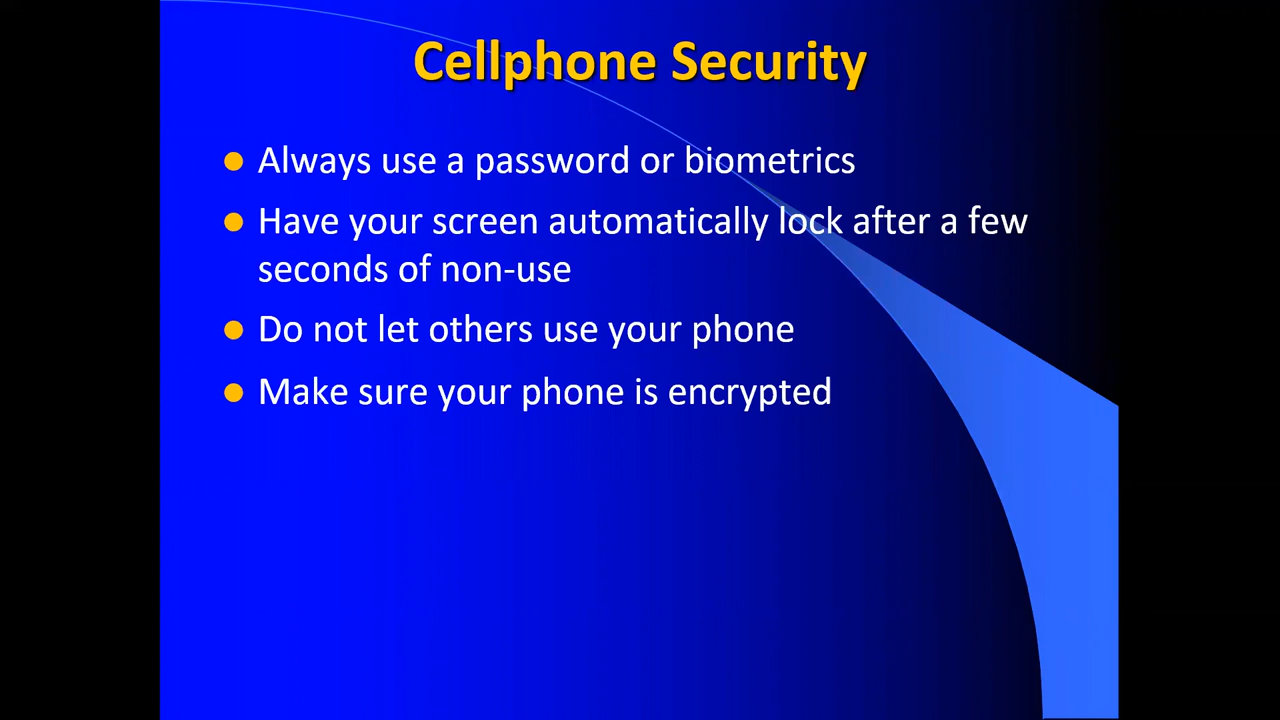 Cellphone Security
Always use a password or biometrics
Have your screen automatically lock after a few
seconds of non-use
Do not let others use your phone
Make sure your phone is encrypted